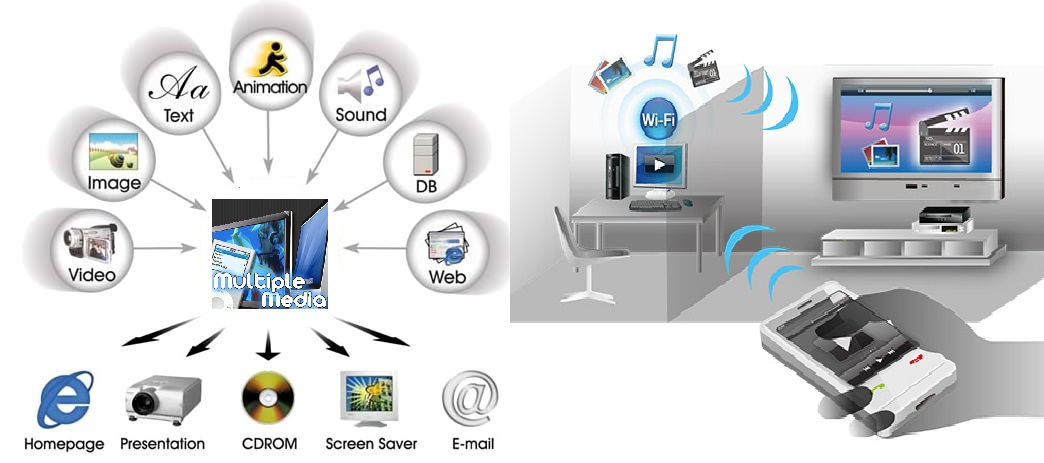 Aa
Text
Animation
Sound
Image
DB
Video
Web
Multiple
Media
Homepage
Presentation
CDROM
Screen Saver
E-mail
@
Wi-Fi
01
01